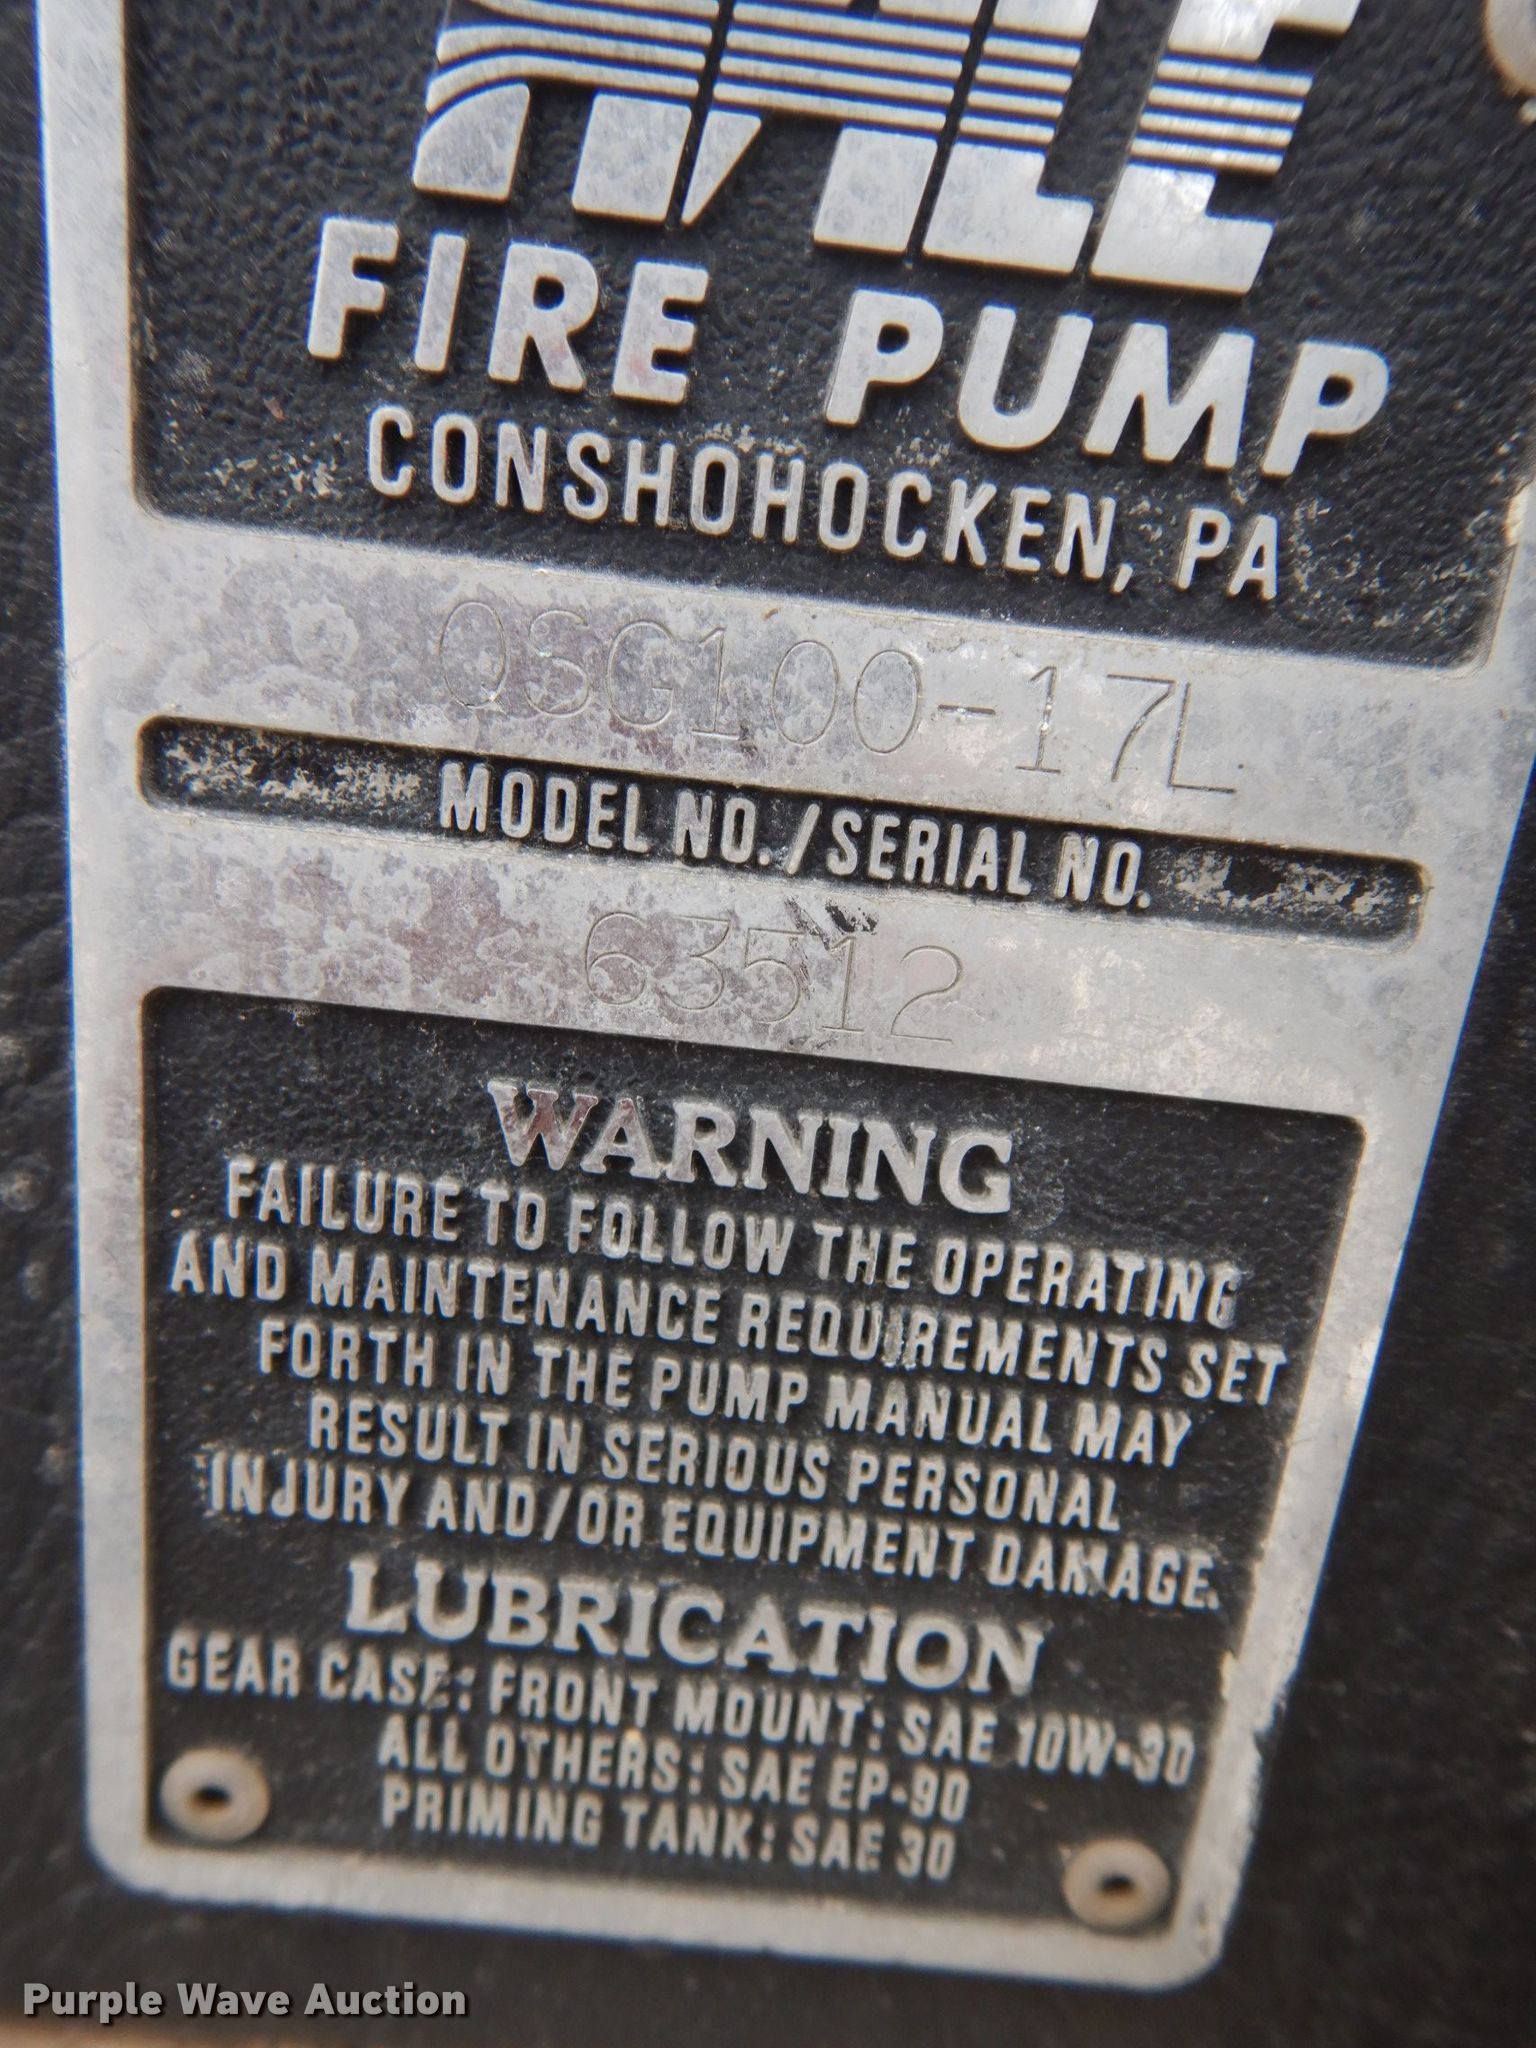 HALE
FIRE PUMP
CONSHOHOCKEN, PA
QSG100-17L
MODEL NO./SERIAL NO.
63512
WARNING
FAILURE TO FOLLOW THE OPERATING
AND MAINTENANCE REQUIREMENTS SET
FORTH IN THE PUMP MANUAL MAY
RESULT IN SERIOUS PERSONAL
INJURY AND/OR EQUIPMENT DAMAGE.
LUBRICATION
GEAR CASE: FRONT MOUNT: SAE 10W-30
ALL OTHERS: SAE EP-90
PRIMING TANK: SAE 30
Purple Wave Auction